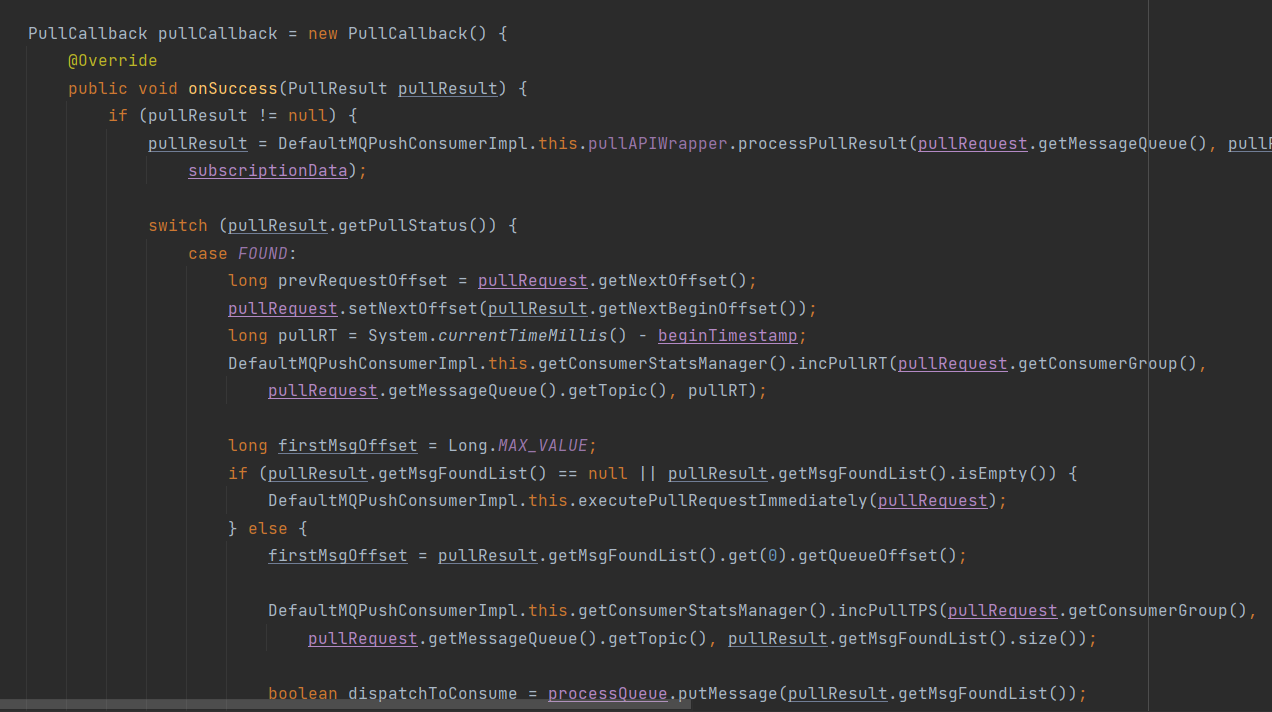 PullCallback pullCallback = new PullCallback() {
@Override
public void onSuccess(PullResult pullResult) {
if (pullResult != null) {
pullResult = DefaultMQPushConsumerImpl.this.pullAPIWrapper.processPullResult(pullRequest.getMessageQueue(),
subscriptionData);
switch (pullResult.getPullStatus()) {
case FOUND:
long prevRequestOffset = pullRequest.getNextOffset();
pullRequest.setNextOffset(pullResult.getNextBeginOffset());
long pullRT = System.currentTimeMillis() - beginTimestamp;
DefaultMQPushConsumerImpl.this.getConsumerStatsManager().incPullRT(pullRequest.getConsumerGroup(),
pullRequest.getMessageQueue().getTopic(), pullRT);
long firstMsgOffset = Long.MAX_VALUE;
if (pullResult.getMsgFoundList() == null || pullResult.getMsgFoundList().isEmpty()) {
DefaultMQPushConsumerImpl.this.executePullRequestImmediately(pullRequest);
} else {
firstMsgOffset = pullResult.getMsgFoundList().get(0).getQueueOffset();
DefaultMQPushConsumerImpl.this.getConsumerStatsManager().incPullTPS(pullRequest.getConsumerGroup(),
pullRequest.getMessageQueue().getTopic(), pullResult.getMsgFoundList().size());
boolean dispatchToConsume = processQueue.putMessage(pullResult.getMsgFoundList());